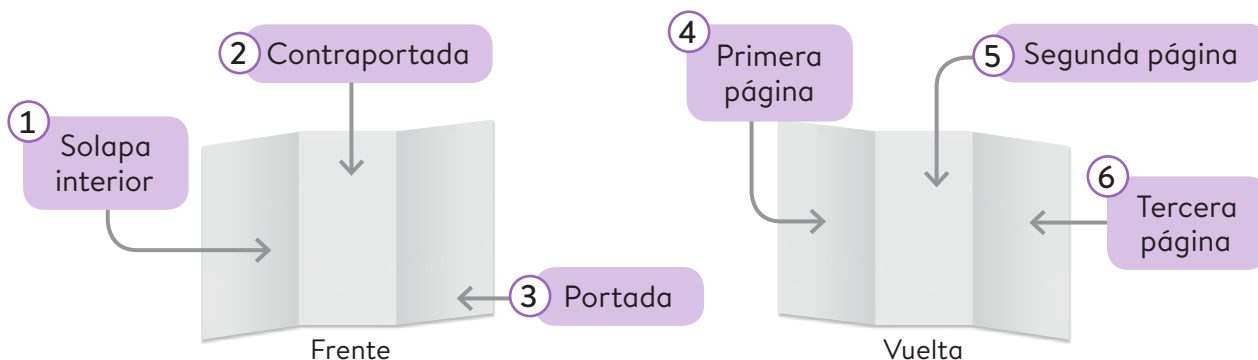 1
Solapa
interior
2 Contraportada
3 Portada
Frente
4
Primera
página
5 Segunda página
6
Tercera
página
Vuelta